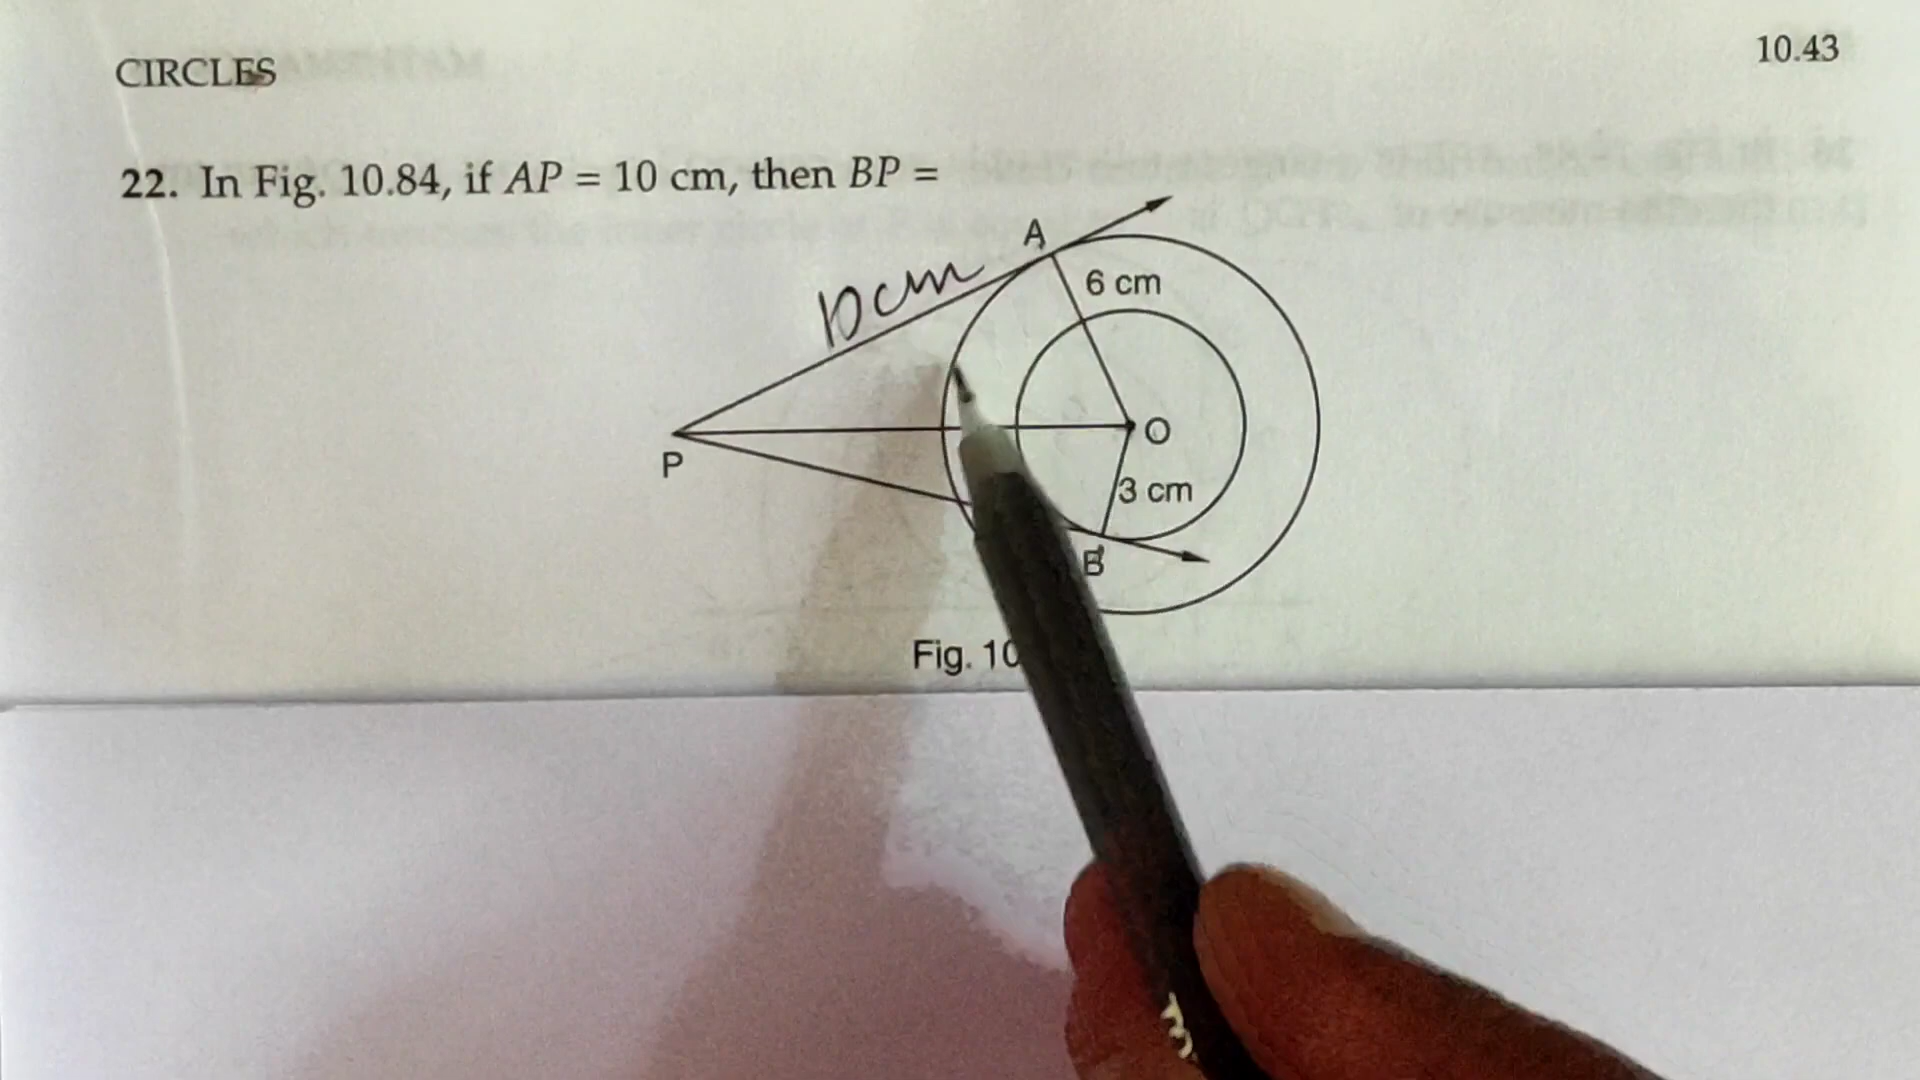 CIRCLES
10.43
22. In Fig. 10.84, if AP = 10 cm, then BP =
A
10cm
6 cm
O
P
3 cm
B
Fig. 10